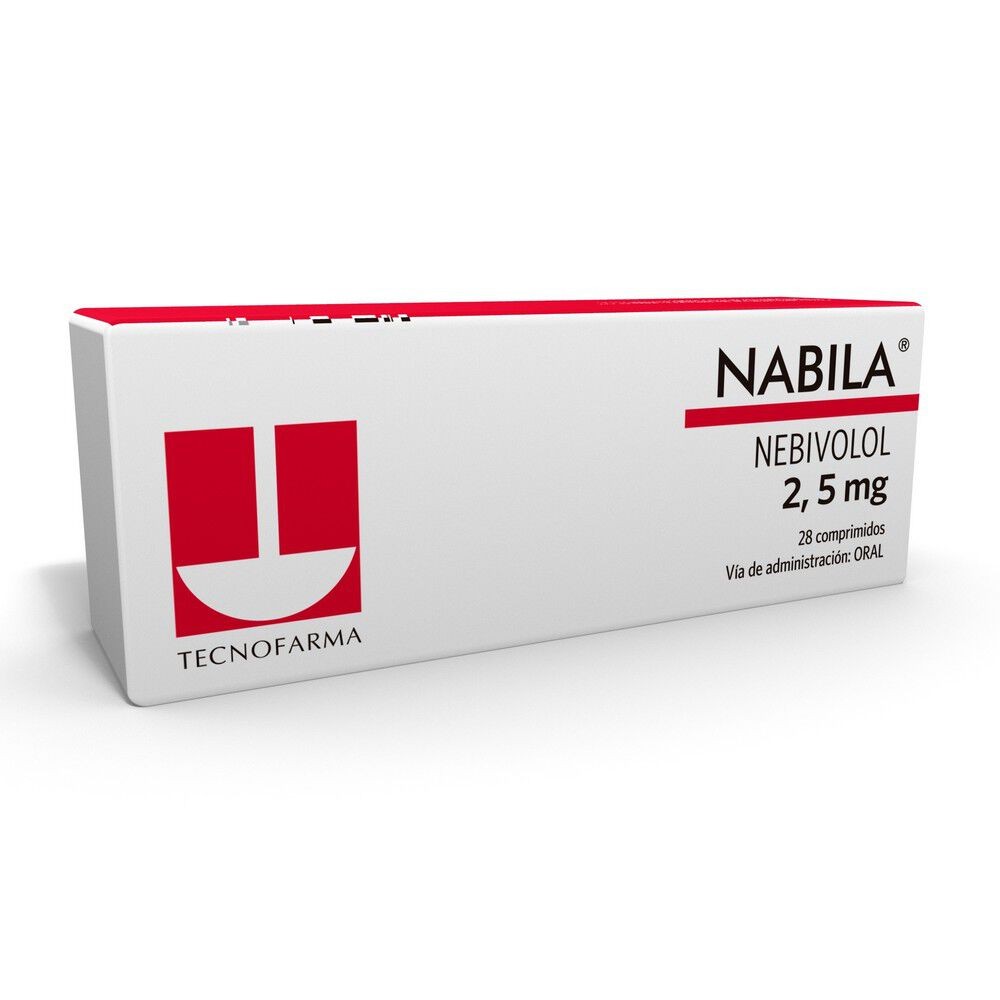 NABILA®
NEBIVOLOL
2, 5 mg
28 comprimidos
Vía de administración: ORAL
TECNOFARMA